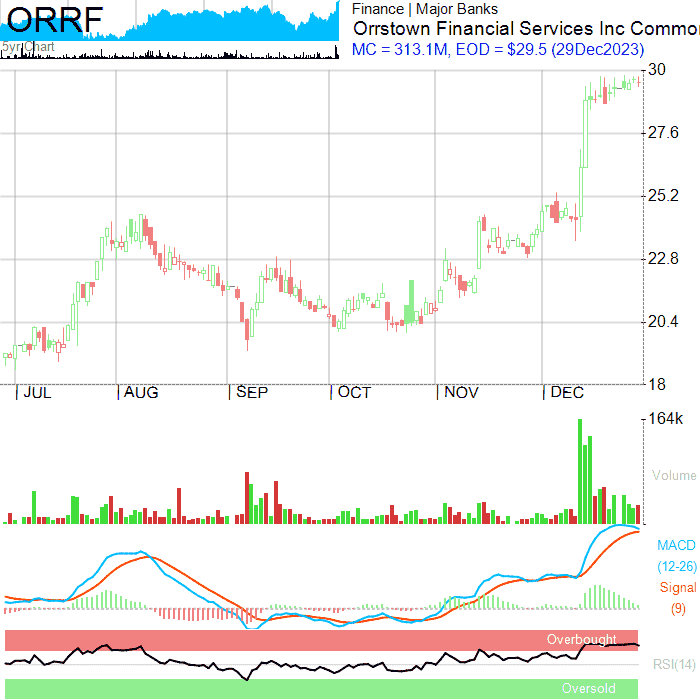 ORRF
5yr Chart
Finance | Major Banks
Orrstown Financial Services Inc Commo
MC = 313.1M, EOD = $29.5 (29Dec2023)
30
27.6
25.2
22.8
20.4
18
JUL AUG SEP OCT NOV DEC
164k
Volume
MACD
(12-26)
Signal
(9)
Overbought
RSI(14)
Oversold